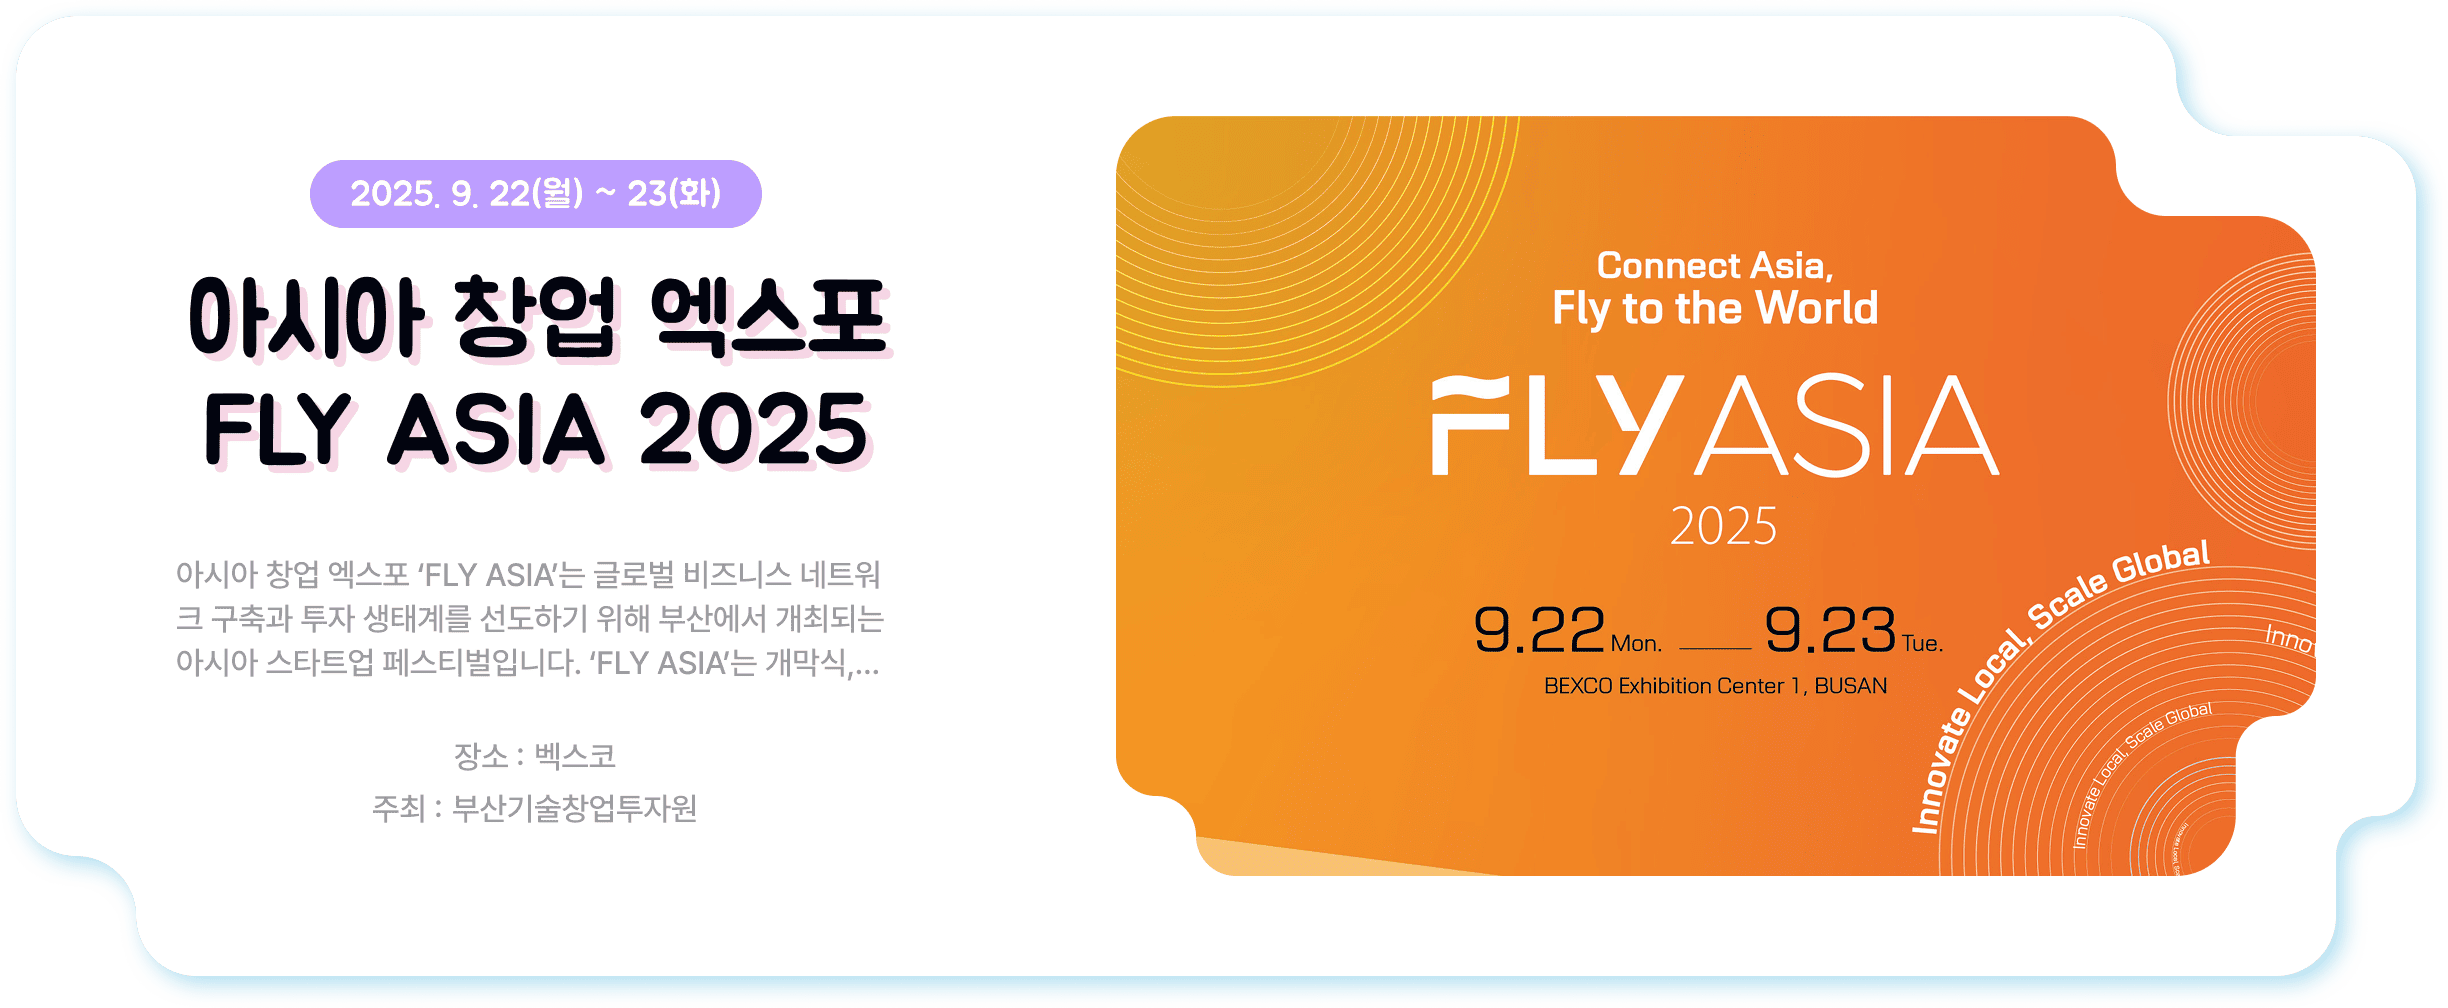 2025. 9. 22(월) ~ 23(화)
아시아 창업 엑스포
FLY ASIA 2025
아시아 창업 엑스포 ‘FLY ASIA’는 글로벌 비즈니스 네트워
크 구축과 투자 생태계를 선도하기 위해 부산에서 개최되는
아시아 스타트업 페스티벌입니다. ‘FLY ASIA’는 개막식,...
장소 : 벡스코
주최 : 부산기술창업투자원
Connect Asia,
Fly to the World
FLY ASIA
2025
9.22 Mon. 9.23 Tue.
BEXCO Exhibition Center 1, BUSAN
Innovate Local, Scale Global
Innovate Local, Scale Global